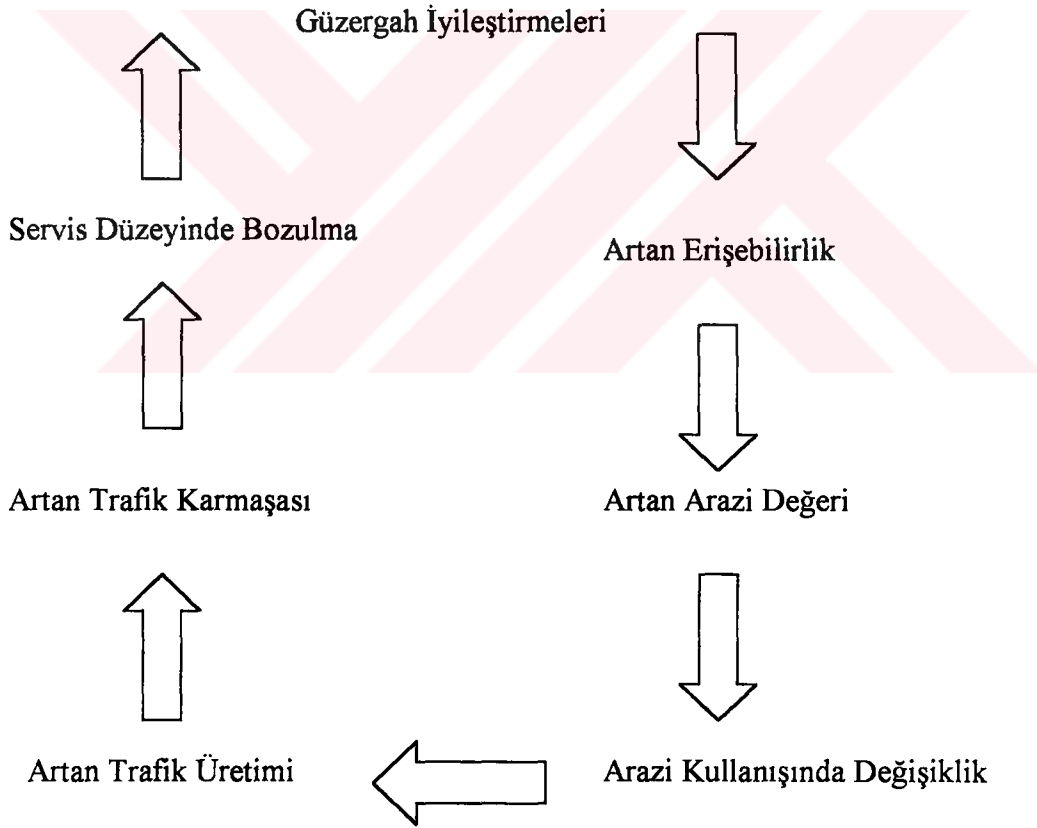 Güzergah İyileştirmeleri
Servis Düzeyinde Bozulma
Artan Erişebilirlik
Artan Trafik Karmaşası
Artan Arazi Değeri
Artan Trafik Üretimi
Arazi Kullanışında Değişiklik